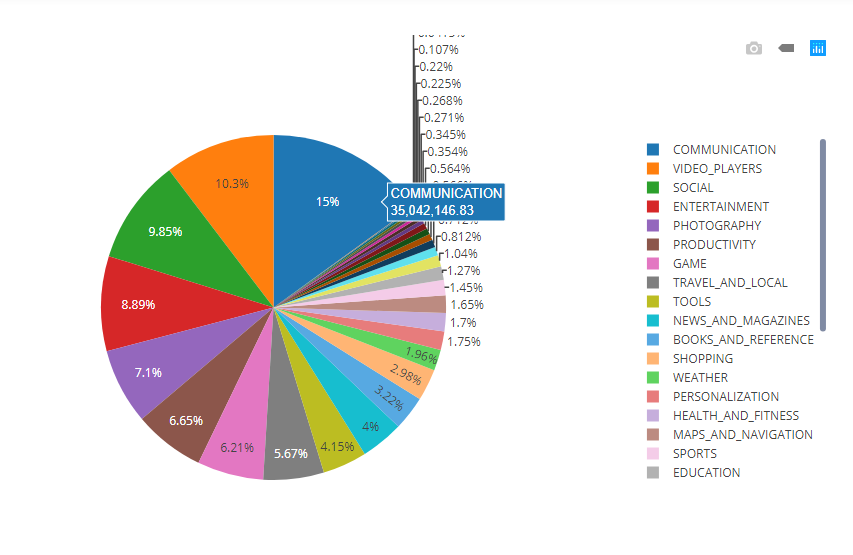 0.107%
0.22%
0.225%
0.268%
0.271%
0.345%
0.354%
0.564%
COMMUNICATION
35,042,146.83
0.812%
1.04%
1.27%
1.45%
1.65%
1.7%
1.75%
1.96%
2.98%
3.22%
4%
4.15%
5.67%
6.21%
6.65%
7.1%
8.89%
9.85%
10.3%
15%
COMMUNICATION
VIDEO_PLAYERS
SOCIAL
ENTERTAINMENT
PHOTOGRAPHY
PRODUCTIVITY
GAME
TRAVEL_AND_LOCAL
TOOLS
NEWS_AND_MAGAZINES
BOOKS_AND_REFERENCE
SHOPPING
WEATHER
PERSONALIZATION
HEALTH_AND_FITNESS
MAPS_AND_NAVIGATION
SPORTS
EDUCATION